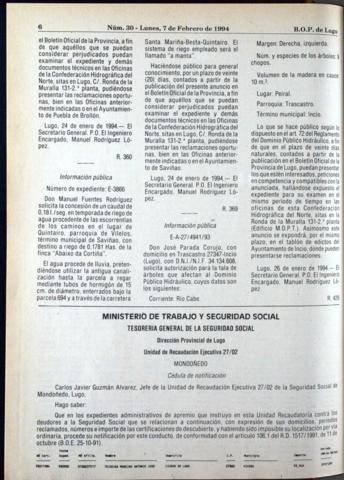 6
Núm. 30 - Lunes, 7 de Febrero de 1994
B.O.P. de Lugo
el Boletín Oficial de la Provincia, a fin
de que aquéllos que se puedan
considerar perjudicados puedan
examinar el expediente y demás
documentos técnicos en las Oficinas
de la Confederación Hidrográfica del
Norte, sitas en Lugo, C/. Ronda de la
Muralla 131-2.ª planta, pudiéndose
presentar las reclamaciones oportu-
nas, bien en las Oficinas anterior-
mente indicadas o en el Ayuntamien-
to de Puebla de Brollón.
Lugo, 24 de enero de 1994.— El
Secretario General. P.O. El Ingeniero
Encargado, Manuel Rodríguez Ló-
pez.
R. 360
Información pública
Número de expediente: E-3866
Don Manuel Fuentes Rodríguez
solicita la concesión de un caudal de
0,18 l./seg. en temporada de riego de
agua procedente de las escorrentías
de los caminos en el lugar de
Quintairo, parroquia de Vilelos,
término municipal de Saviñao, con
destino a riego de 0,1781 Has. de la
finca "Abaixo da Cortiña".
El agua procede de lluvia, preten-
diéndose utilizar la antigua canali-
zación hasta la parcela a regar
mediante tubos de hormigón de 15
cm. de diámetro, enterrados bajo la
parcela 694 y a través de la carretera
Santa Mariña-Besta-Quintairo. El
sistema de riego empleado será el
llamado "a manta".
Haciéndose público para general
conocimiento, por un plazo de veinte
(20) días, contados a partir de la
publicación del presente anuncio en
el Boletín Oficial de la Provincia, a fin
de que aquéllos que se puedan
considerar perjudicados puedan
examinar el expediente y demás
documentos técnicos en las Oficinas
de la Confederación Hidrográfica del
Norte, sitas en Lugo, C/. Ronda de la
Muralla 131-2.ª planta, pudiéndose
presentar las reclamaciones oportu-
nas, bien en las Oficinas anterior-
mente indicadas o en el Ayuntamien-
to de Saviñao.
Lugo, 24 de enero de 1994.— El
Secretario General. P.O. El Ingeniero
Encargado, Manuel Rodríguez Ló-
pez.
R. 369
Información pública
E-A-27/4941/93
Don José Parada Corujo, con
domicilio en Trascastro 27347-Incio
(Lugo), con D.N.I./N.I.F. 34.134.608,
solicita autorización para la tala de
árboles que afectan al Dominio
Público Hidráulico, cuyos datos son
los siguientes:
Corriente: Río Cabe.
Margen: Derecha, izquierda.
Núm. y especies de los árboles: 5
chopos.
Volumen de la madera en cauce:
10 m.³.
Lugar: Peiral.
Parroquia: Trascastro.
Término municipal: Incio.
Lo que se hace público según lo
dispuesto en el art. 72 del Reglamento
del Dominio Público Hidráulico, a fin
de que en el plazo de veinte días
naturales, contados a partir de la
publicación en el Boletín Oficial de la
Provincia de Lugo, puedan presentar
los que estén interesados, peticiones
en competencia y compatibles con la
anunciada, hallándose expuesto el
expediente para su examen en el
mismo período de tiempo en las
oficinas de esta Confederación
Hidrográfica del Norte, sitas en la
Ronda de la Muralla 131-2.ª planta
(Edificio M.O.P.T.). Asimismo este
anuncio se expondrá, por el mismo
plazo, en el tablón de edictos del
Ayuntamiento de Incio, donde pueden
presentarse reclamaciones.
Lugo, 26 de enero de 1994.— El
Secretario General. P.O. El Ingeniero
Encargado, Manuel Rodríguez Ló-
pez.
R. 425
MINISTERIO DE TRABAJO Y SEGURIDAD SOCIAL
TESORERIA GENERAL DE LA SEGURIDAD SOCIAL
Dirección Provincial de Lugo
Unidad de Recaudación Ejecutiva 27/02
MONDOÑEDO
Cédula de notificación
Carlos Javier Guzmán Alvarez, Jefe de la Unidad de Recaudación Ejecutiva 27/02 de la Seguridad Social de
Mondoñedo, Lugo.
Hago saber:
Que en los expedientes administrativos de apremio que instruyo en esta Unidad Recaudatoria contra los
deudores a la Seguridad Social que se relacionan a continuación, con expresión de sus domicilios, períodos
reclamados, números e importe de las certificaciones de descubierto, y habiendo sido imposible su localización por vía
ordinaria, procede su notificación por este conducto, de conformidad con el artículo 106.1 del R.D. 1517/1991, de 11 de
octubre (B.O.E. 25-10-91).